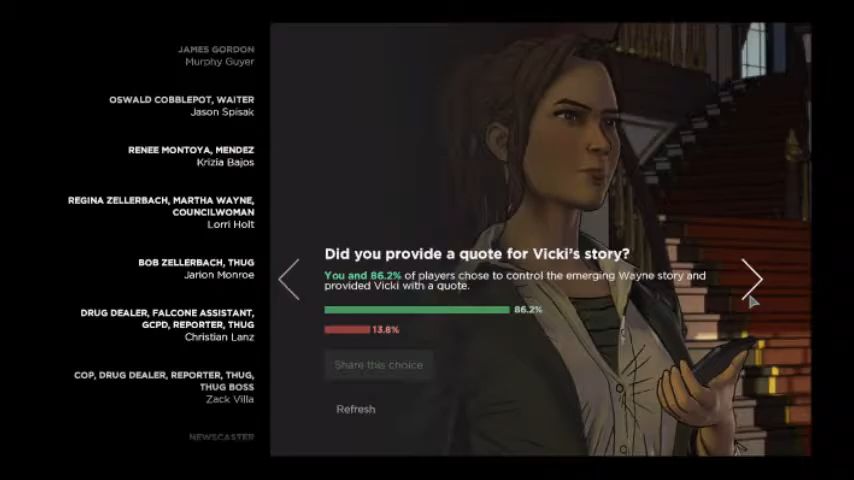 JAMES GORDON
Murphy Guyer
OSWALD COBBLEPOT, WAITER
Jason Spisak
RENEE MONTOYA, MENDEZ
Krizia Bajos
REGINA ZELLERBACH, MARTHA WAYNE,
COUNCILWOMAN
Lorri Holt
BOB ZELLERBACH, THUG
Jarion Monroe
DRUG DEALER, FALCONE ASSISTANT,
GCPD, REPORTER, THUG
Christian Lanz
COP, DRUG DEALER, REPORTER, THUG,
THUG BOSS
Zack Villa
NEWSCASTER
Did you provide a quote for Vicki's story?
You and 86.2% of players chose to control the emerging Wayne story and
provided Vicki with a quote.
86.2%
13.8%
Share this choice
Refresh